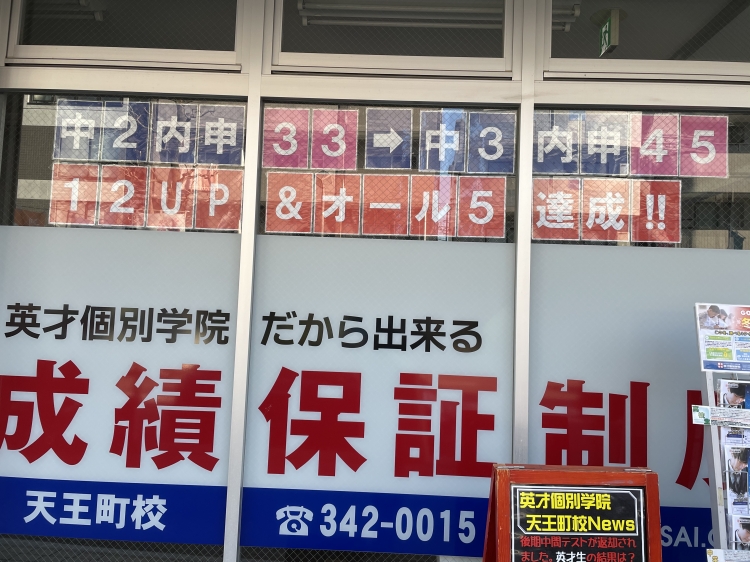 中2内申33➡中3内申45
12UP&オール5達成!!
英才個別学院だから出来る
成績保証制
天王町校
☎342-0015
英才個別学院
天王町校News
後期中間テストが返却され
ました。英才生の結果は?
SAI.C